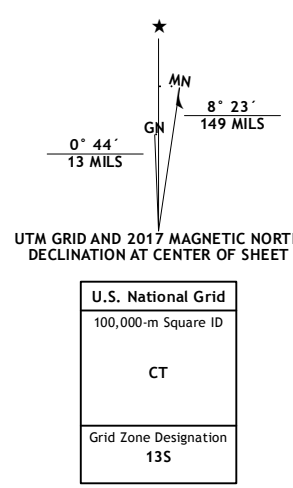 MN
GN
8° 23´
149 MILS
0° 44´
13 MILS
UTM GRID AND 2017 MAGNETIC NORT
DECLINATION AT CENTER OF SHEET
U.S. National Grid
100,000-m Square ID
CT
Grid Zone Designation
13S